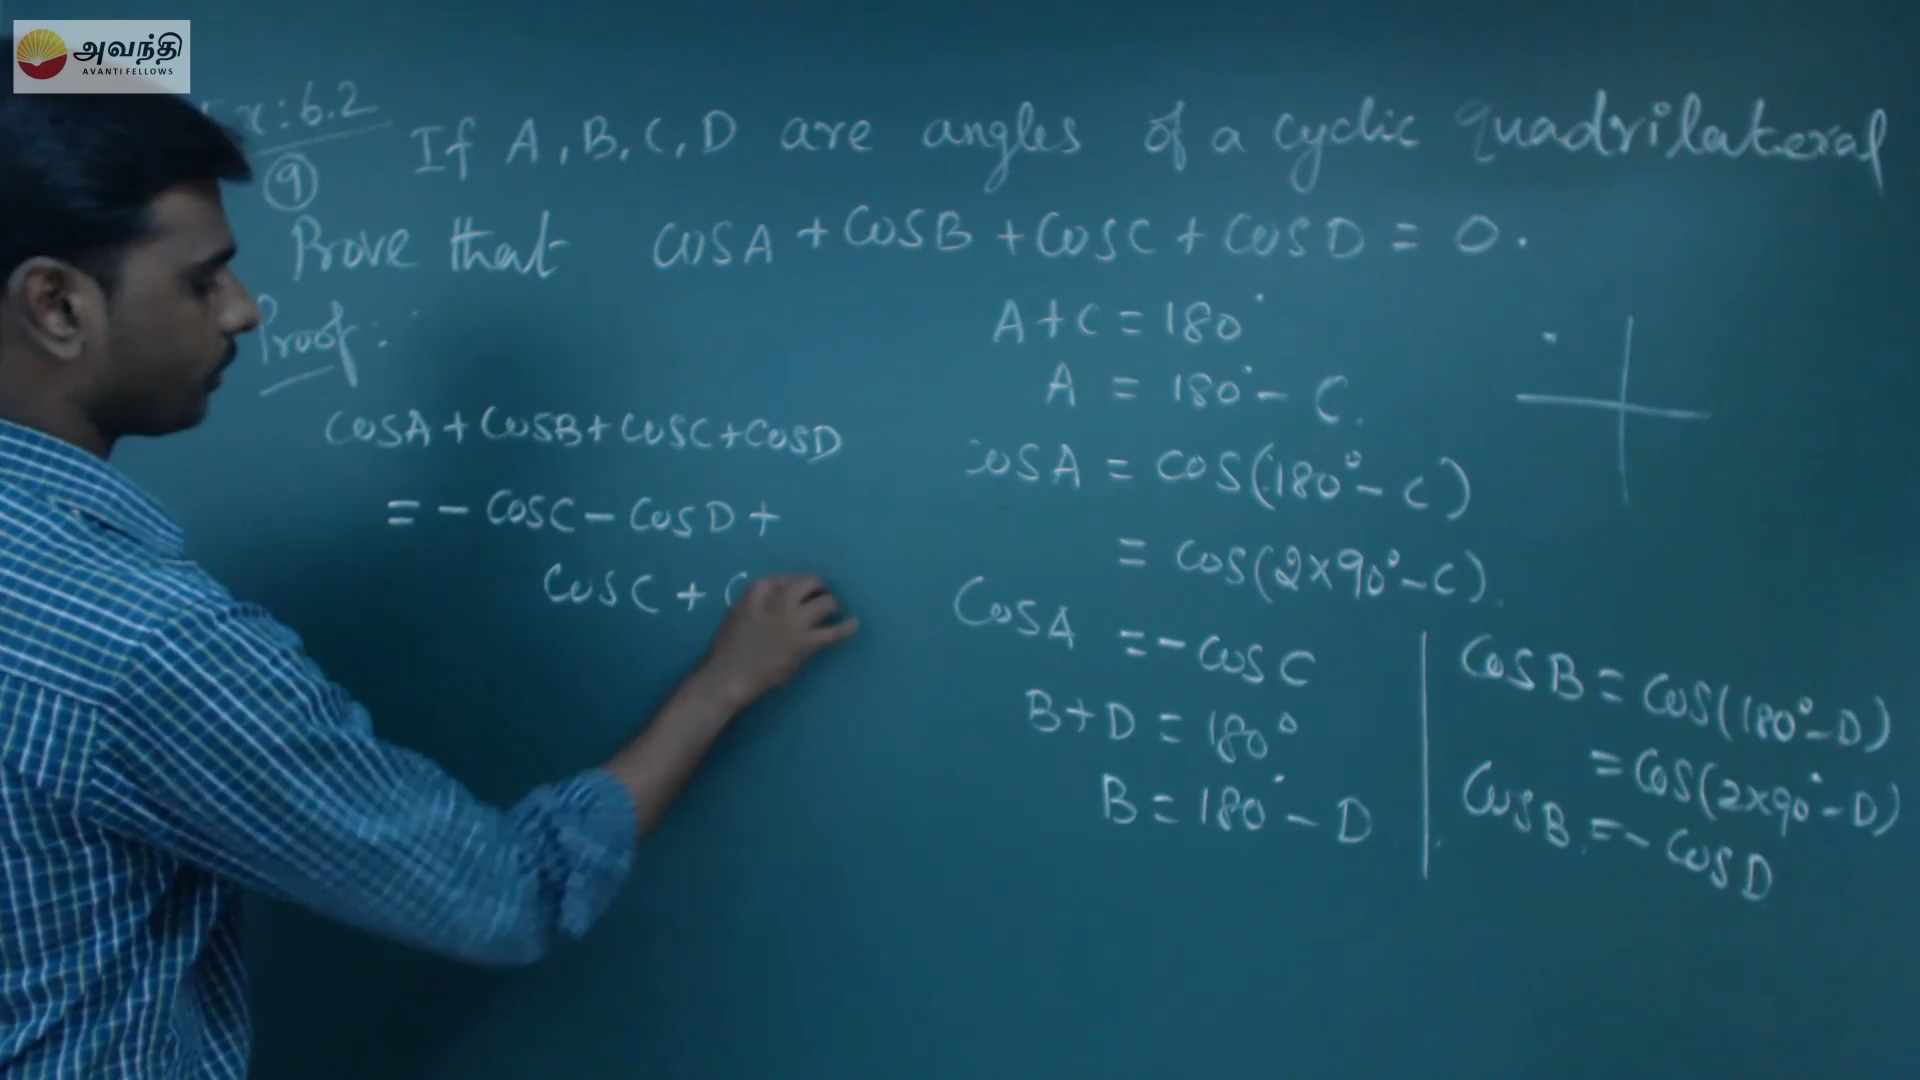 அவந்தி
AVANTI FELLOWS
Ex: 6.2
9 If A, B, C, D are angles of a cyclic quadrilateral
Prove that cosA + cosB + cosC + cosD = 0.
Proof:
cosA + cosB + cosC + cosD
= - cosC - cosD +
cosC + C
A + C = 180°
A = 180° - C.
cosA = cos(180° - C)
= cos(2×90° - C).
CosA = - cosC
B + D = 180°
B = 180° - D
CosB = cos(180° - D)
= cos(2×90° - D)
CosB = - cosD